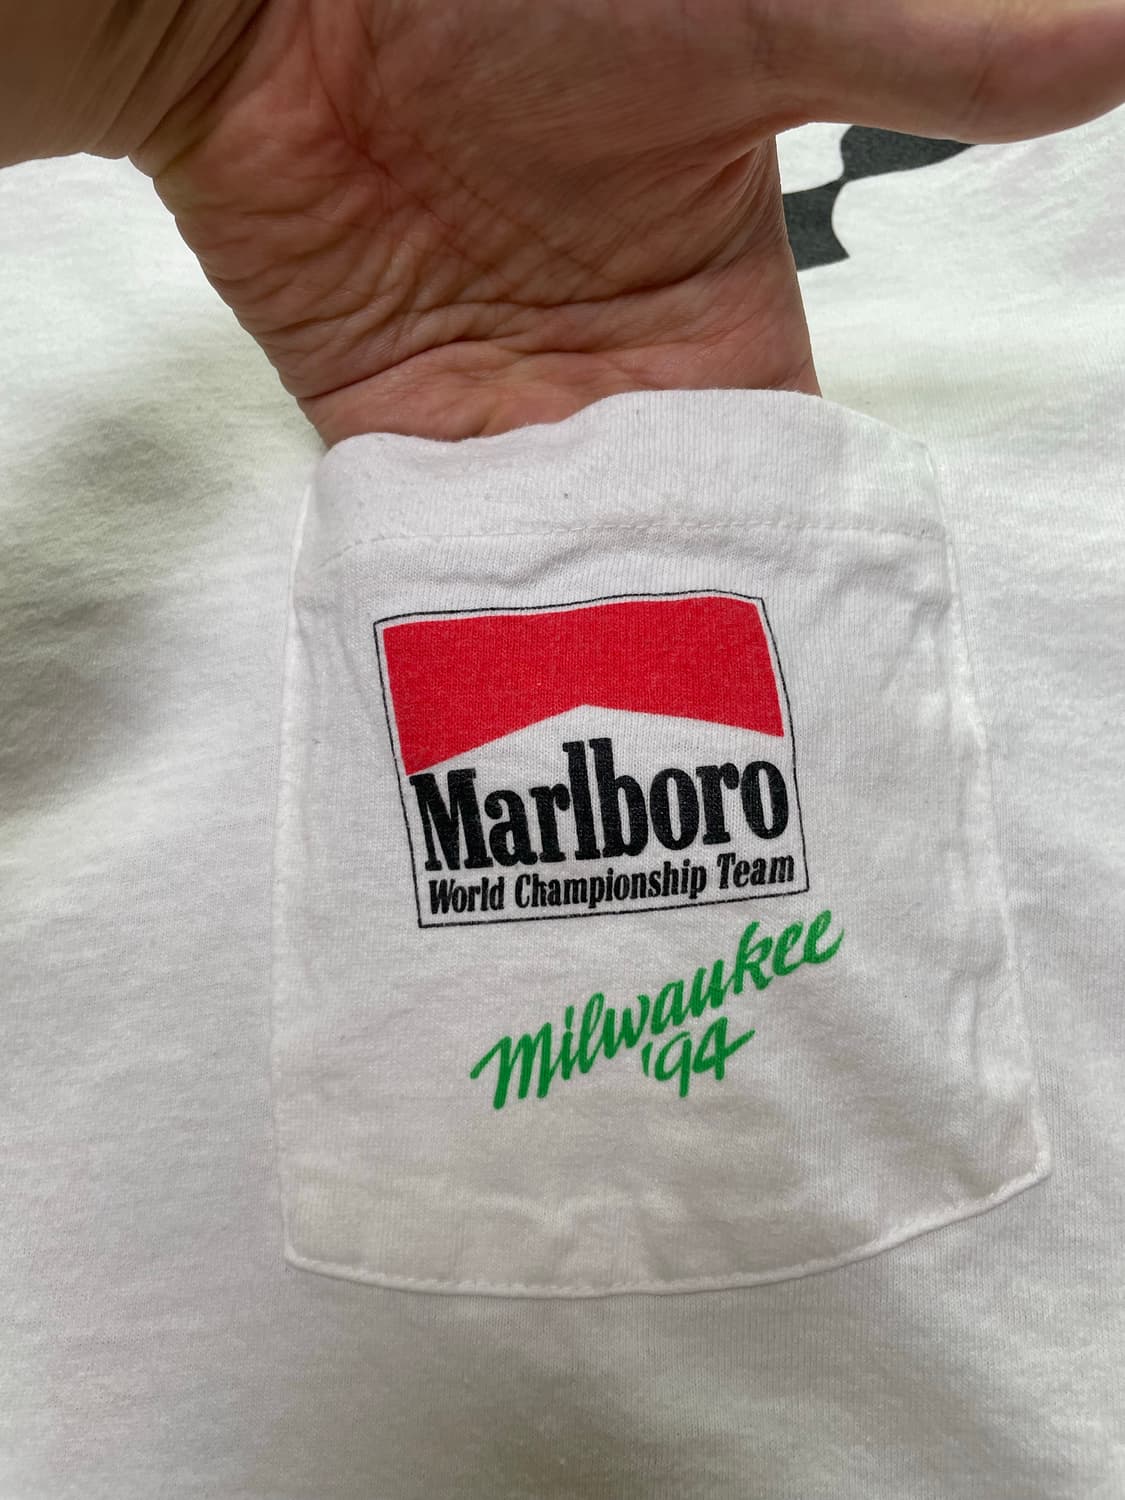 Marlboro
World Championship Team
Milwaukee
'94